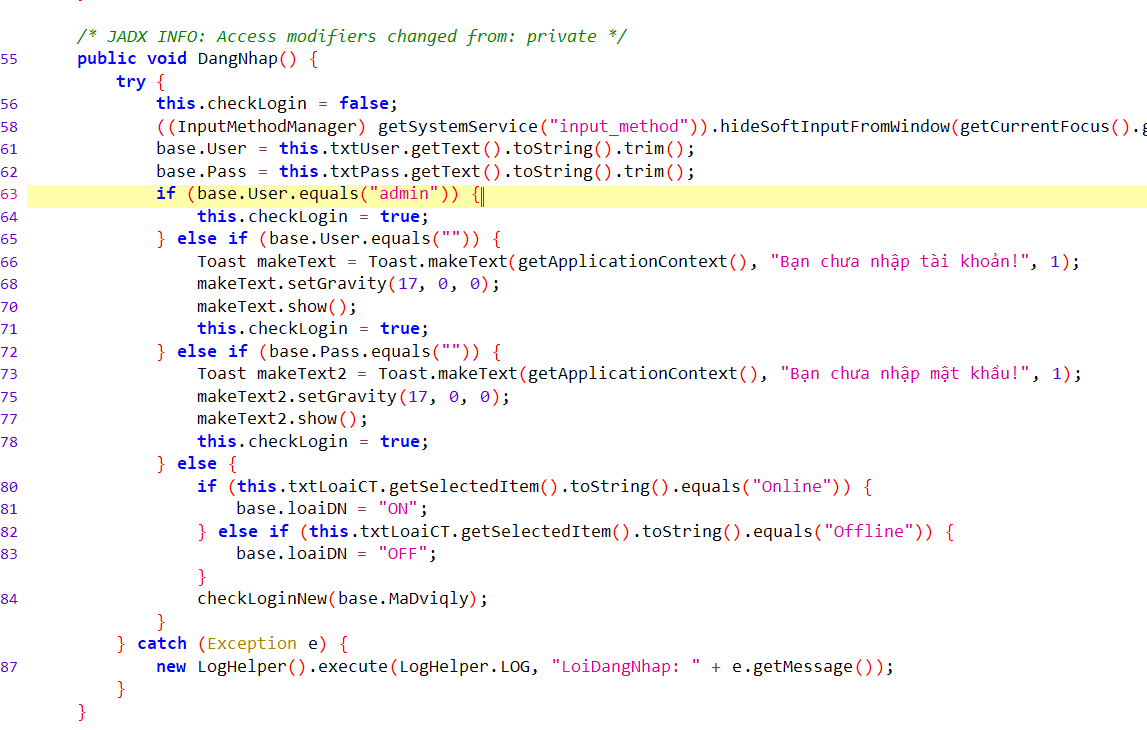 /* JADX INFO: Access modifiers changed from: private */
55 public void DangNhap() {
try {
56 this.checkLogin = false;
58 ((InputMethodManager) getSystemService("input_method")).hideSoftInputFromWindow(getCurrentFocus().g
61 base.User = this.txtUser.getText().toString().trim();
62 base.Pass = this.txtPass.getText().toString().trim();
63 if (base.User.equals("admin")) {
64 this.checkLogin = true;
65 } else if (base.User.equals("")) {
66 Toast makeText = Toast.makeText(getApplicationContext(), "Bạn chưa nhập tài khoản!", 1);
68 makeText.setGravity(17, 0, 0);
70 makeText.show();
71 this.checkLogin = true;
72 } else if (base.Pass.equals("")) {
73 Toast makeText2 = Toast.makeText(getApplicationContext(), "Bạn chưa nhập mật khẩu!", 1);
75 makeText2.setGravity(17, 0, 0);
77 makeText2.show();
78 this.checkLogin = true;
} else {
80 if (this.txtLoaiCT.getSelectedItem().toString().equals("Online")) {
81 base.loaiDN = "ON";
82 } else if (this.txtLoaiCT.getSelectedItem().toString().equals("Offline")) {
83 base.loaiDN = "OFF";
}
84 checkLoginNew(base.MaDviqly);
}
} catch (Exception e) {
87 new LogHelper().execute(LogHelper.LOG, "LoiDangNhap: " + e.getMessage());
}
}